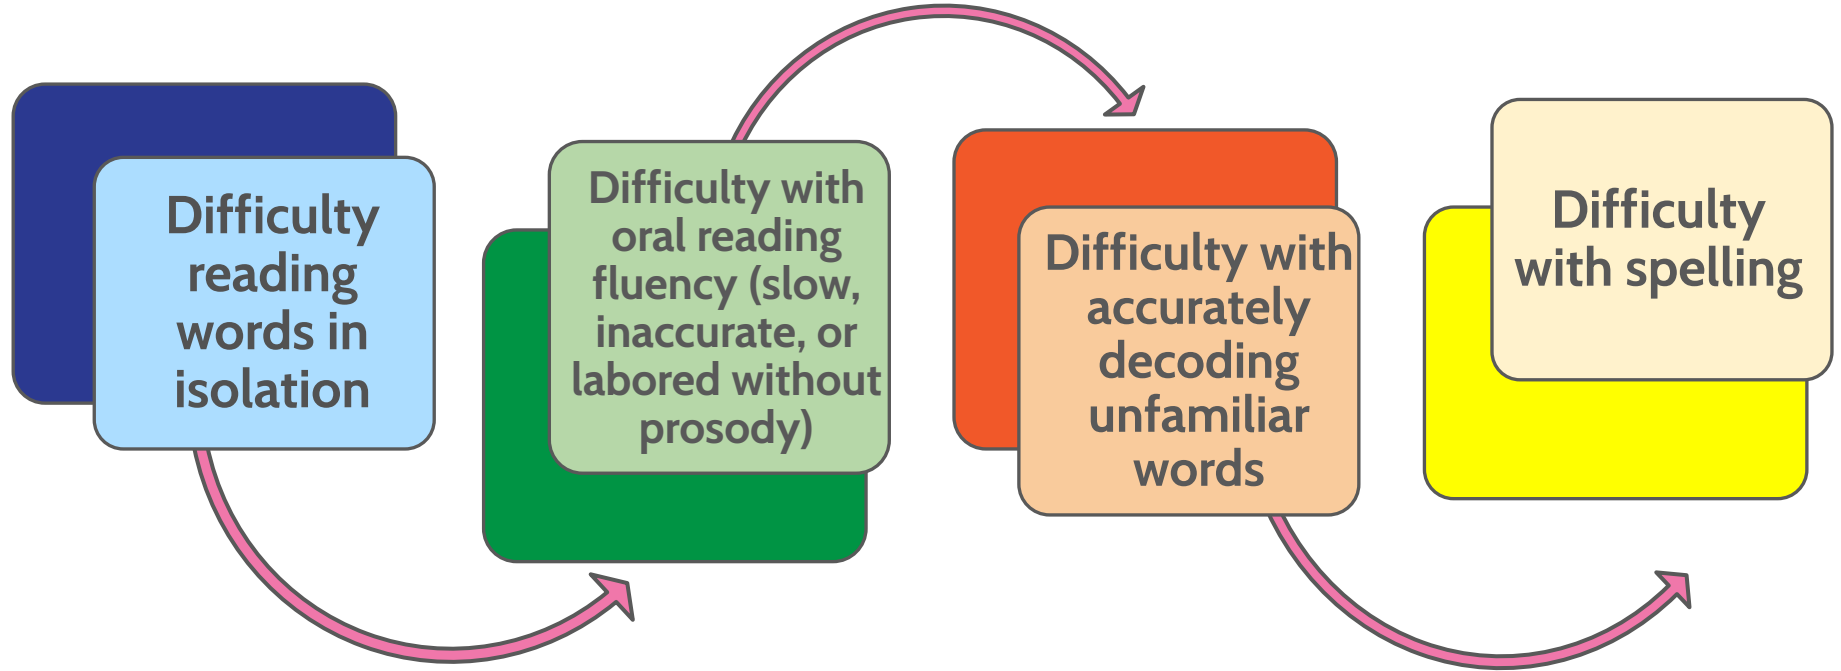 Difficulty
reading
words in
isolation
Difficulty with
oral reading
fluency (slow,
inaccurate, or
labored without
prosody)
Difficulty with
accurately
decoding
unfamiliar
words
Difficulty
with spelling